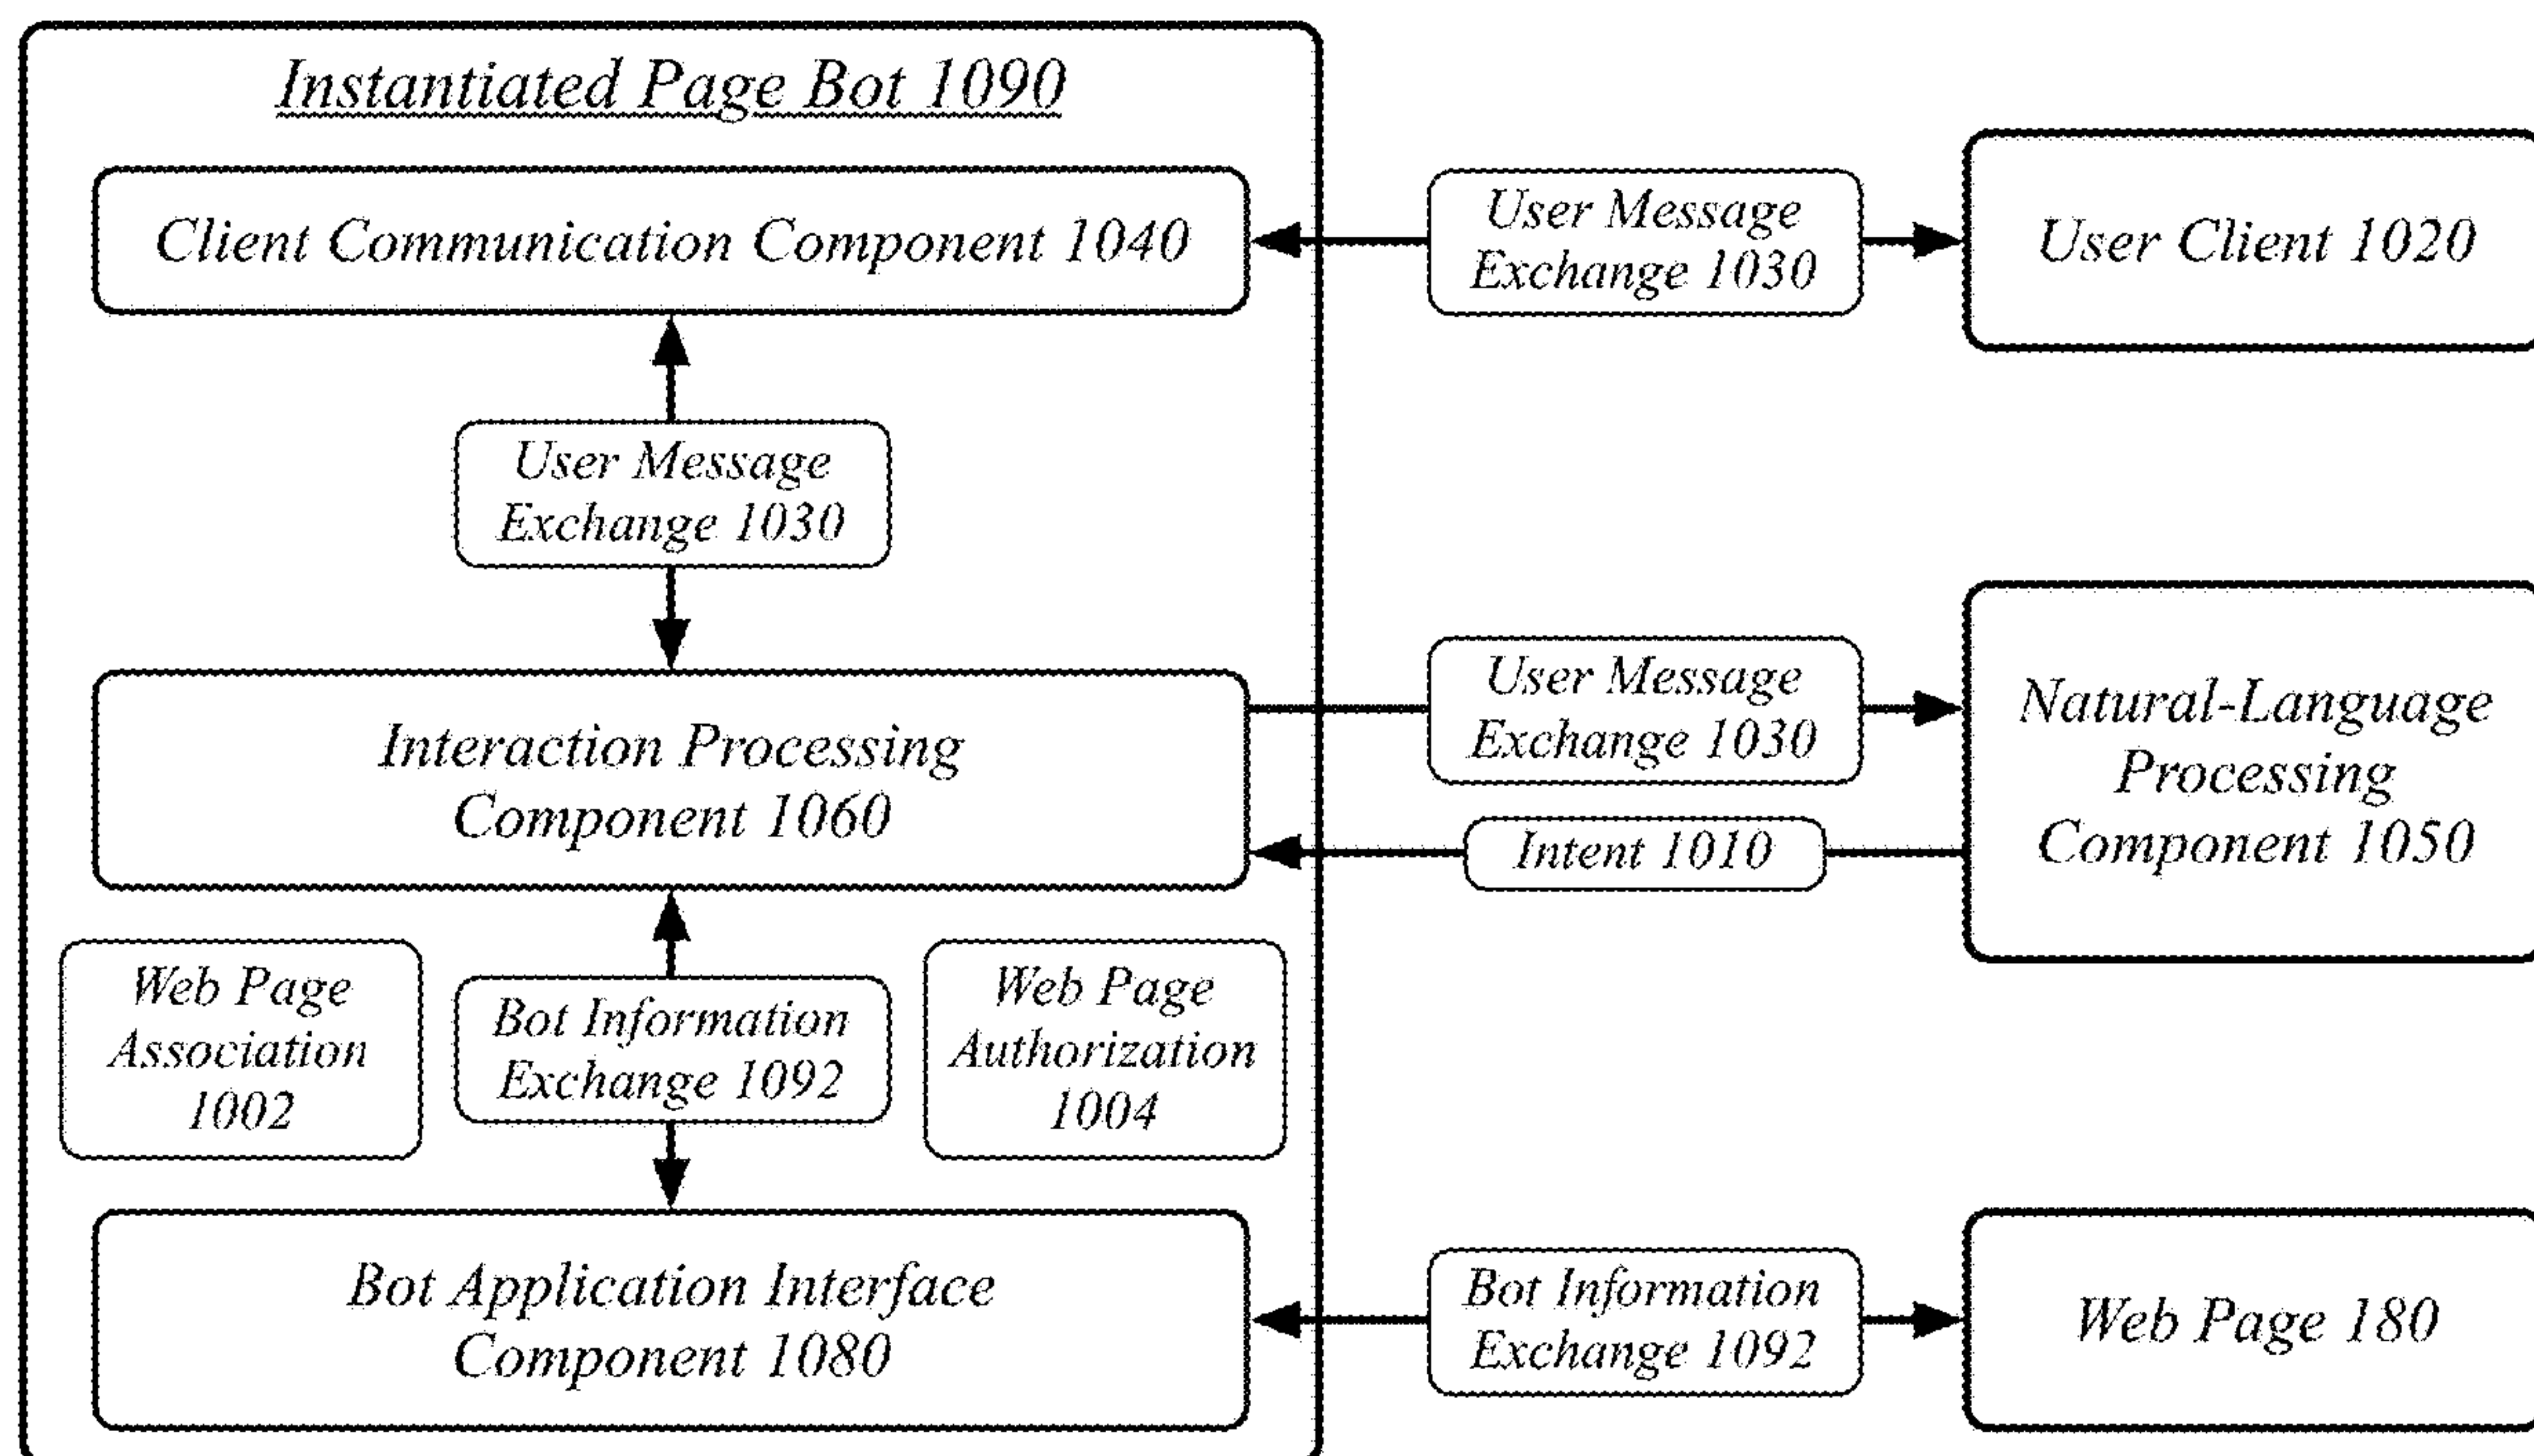 Instantiated Page Bot 1090
Client Communication Component 1040
User Message
Exchange 1030
User Client 1020
User Message
Exchange 1030
Interaction Processing
Component 1060
User Message
Exchange 1030
Intent 1010
Natural-Language
Processing
Component 1050
Web Page
Association
1002
Bot Information
Exchange 1092
Web Page
Authorization
1004
Bot Application Interface
Component 1080
Bot Information
Exchange 1092
Web Page 180